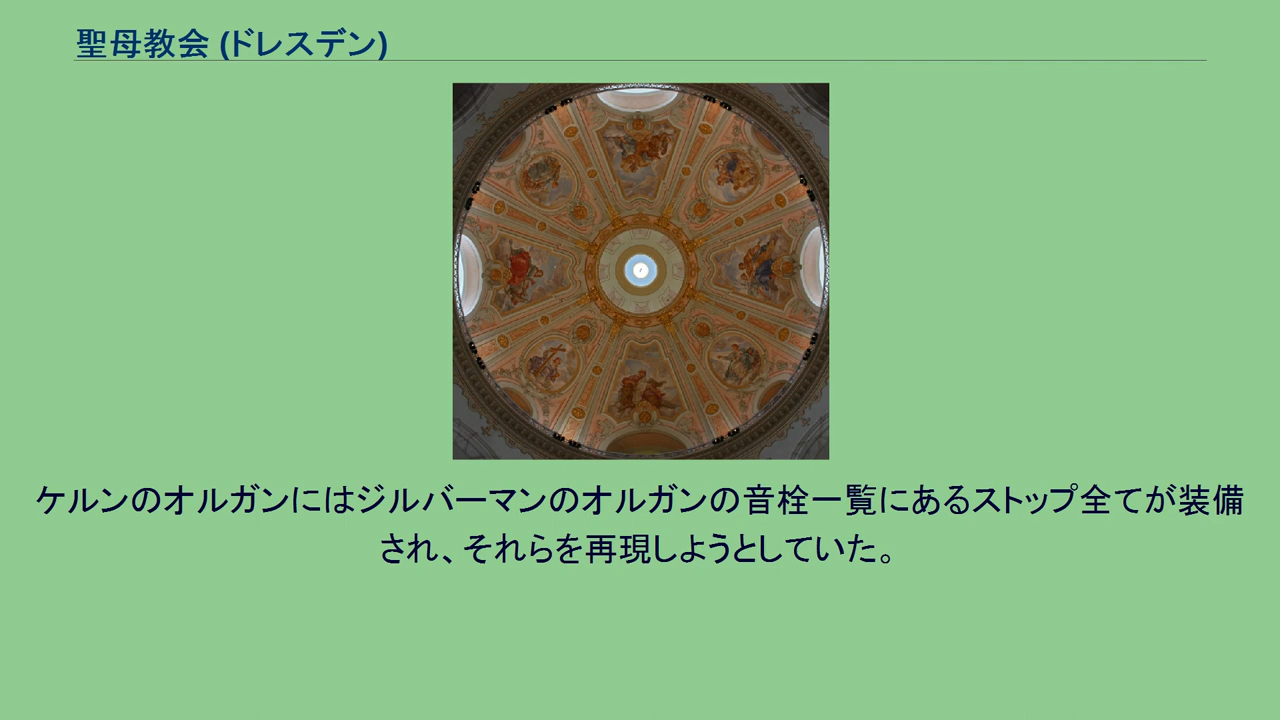 聖母教会 (ドレスデン)
ケルンのオルガンにはジルバーマンのオルガンの音栓一覧にあるストップ全てが装備
され、それらを再現しようとしていた。